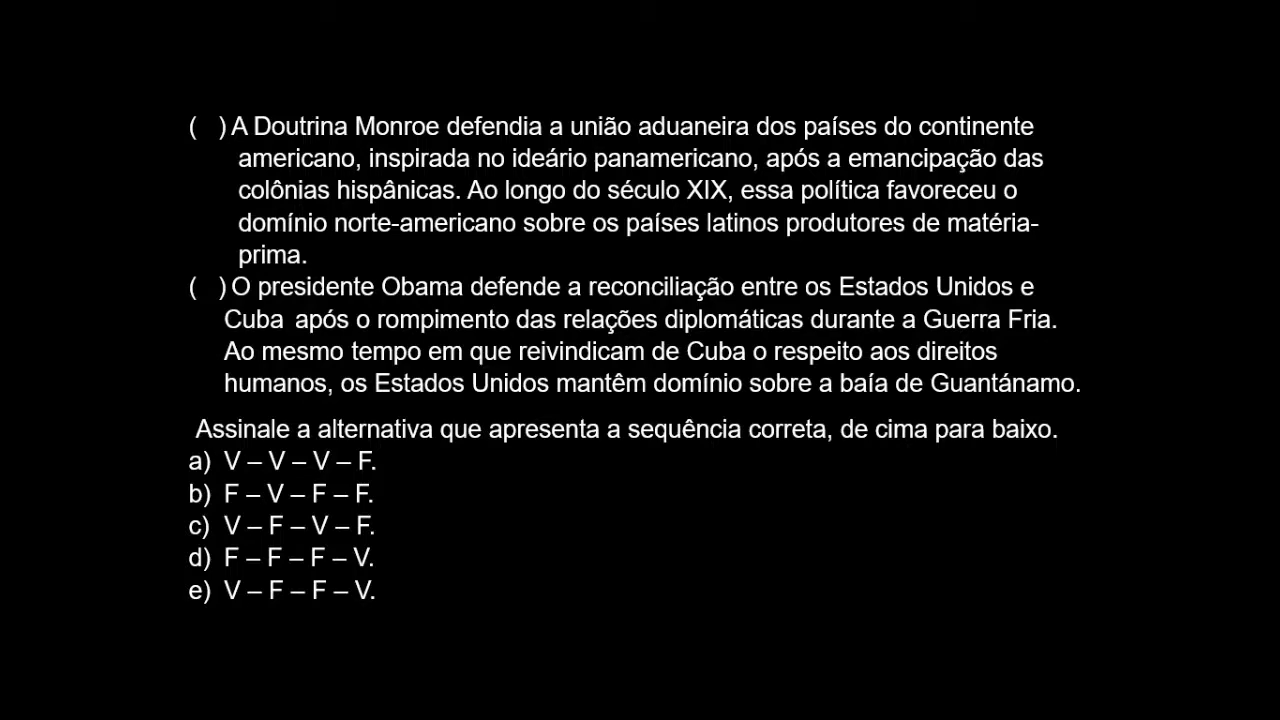 ( ) A Doutrina Monroe defendia a união aduaneira dos países do continente
americano, inspirada no ideário panamericano, após a emancipação das
colônias hispânicas. Ao longo do século XIX, essa política favoreceu o
domínio norte-americano sobre os países latinos produtores de matéria-
prima.
( ) O presidente Obama defende a reconciliação entre os Estados Unidos e
Cuba após o rompimento das relações diplomáticas durante a Guerra Fria.
Ao mesmo tempo em que reivindicam de Cuba o respeito aos direitos
humanos, os Estados Unidos mantêm domínio sobre a baía de Guantánamo.
Assinale a alternativa que apresenta a sequência correta, de cima para baixo.
a) V – V – V – F.
b) F – V – F – F.
c) V – F – V – F.
d) F – F – F – V.
e) V – F – F – V.